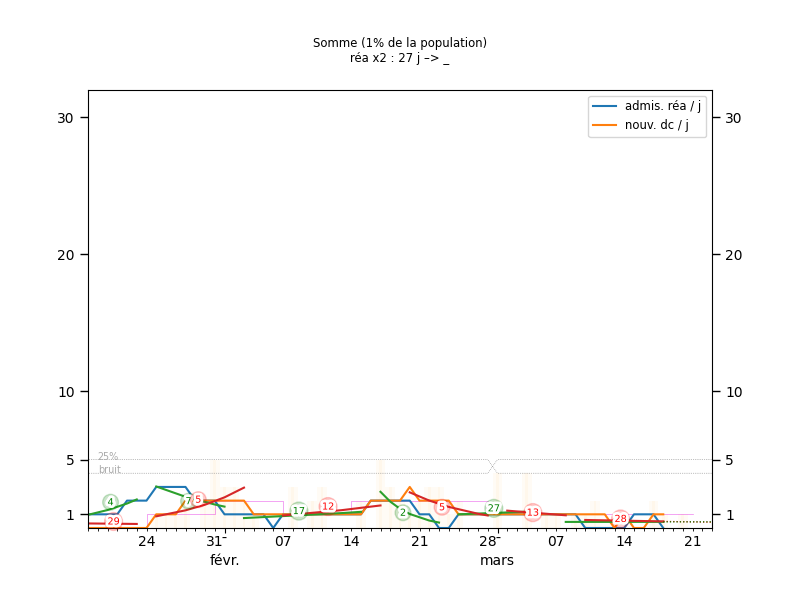 Somme (1% de la population)
réa x2 : 27 j –> _
admis. réa / j
nouv. dc / j
30 30
20 20
10 10
5 5
1 1
25%
bruit
4
29
7
5
17
12
2
5
27
13
28
24 31 07 14 21 28 07 14 21
févr. mars